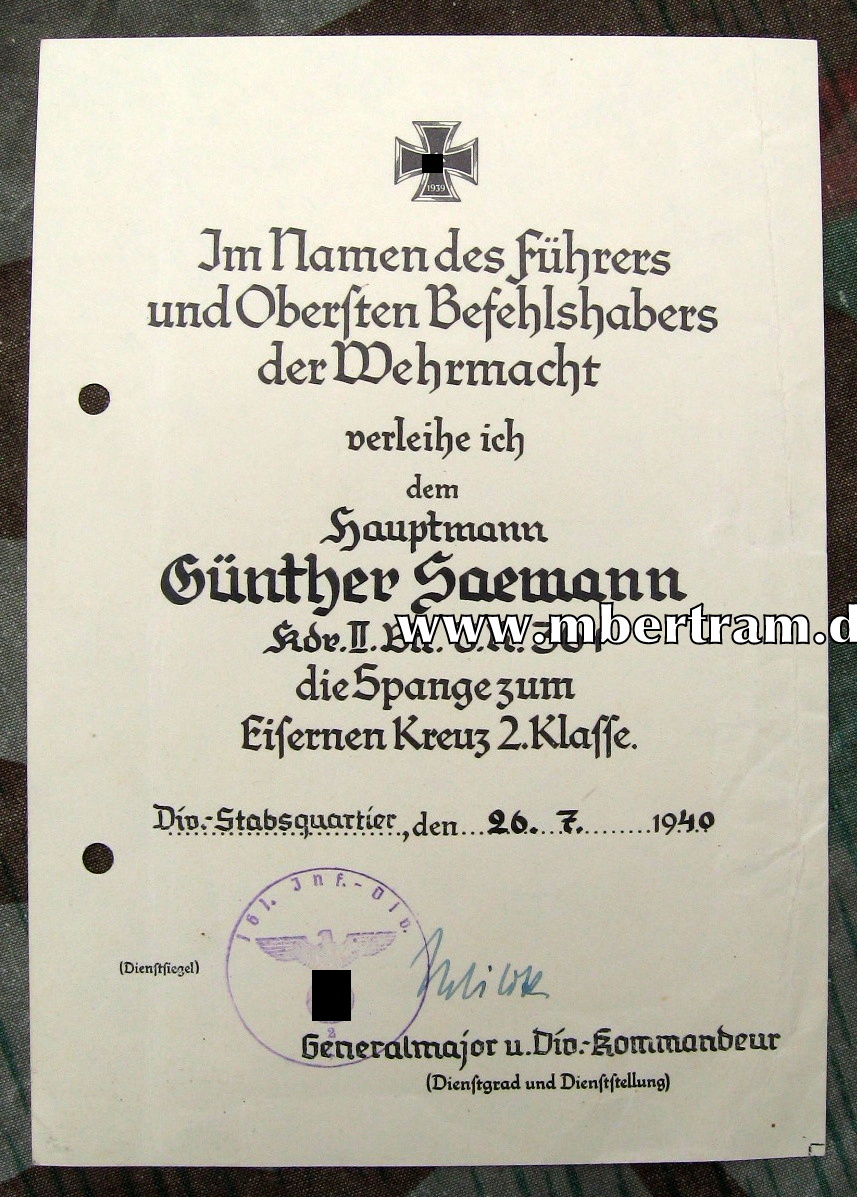 1939
Im Namen des Führers
und Obersten Befehlshabers
der Wehrmacht
verleihe ich
dem
Hauptmann
Günther Saemann
www.mbertram.d
Kdr. II.
die Spange zum
Eisernen Kreuz 2. Klasse.
Div.-Stabsquartier, den 26. 7. 1940
161. Inf.-Div.
(Dienstsiegel)
2
Generalmajor u. Div.-Kommandeur
(Dienstgrad und Dienststellung)